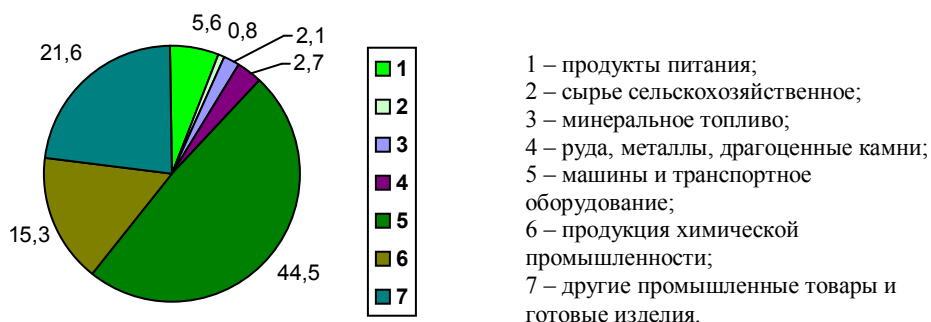 5,6
0,8
2,1
2,7
21,6
15,3
44,5
1
2
3
4
5
6
7
1 – продукты питания;
2 – сырье сельскохозяйственное;
3 – минеральное топливо;
4 – руда, металлы, драгоценные камни;
5 – машины и транспортное
оборудование;
6 – продукция химической
промышленности;
7 – другие промышленные товары и
готовые изделия.